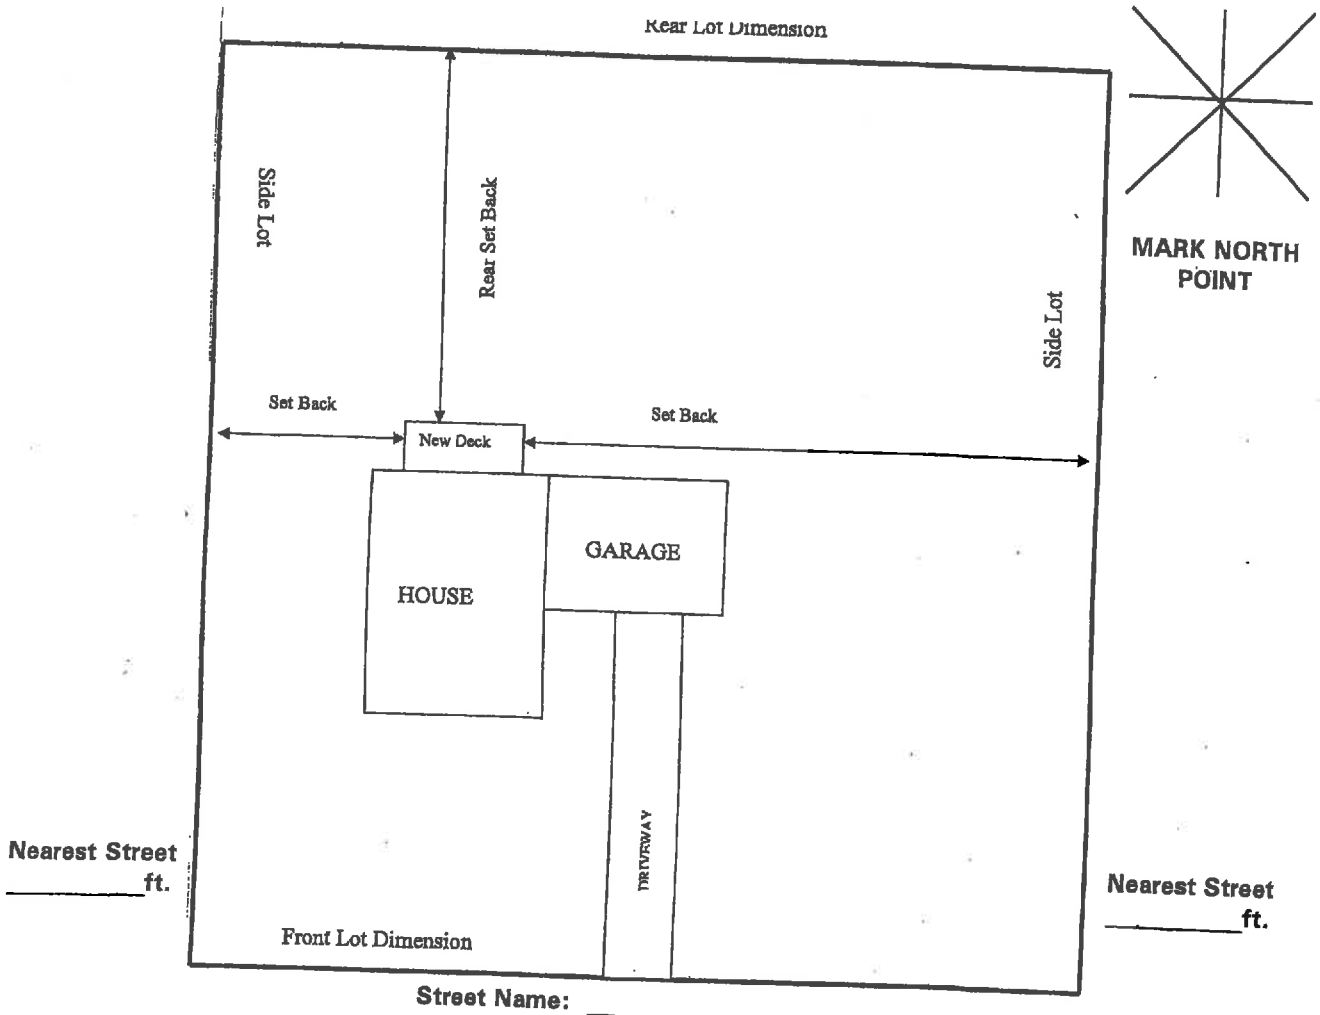 Rear Lot Dimension
MARK NORTH
POINT
Side Lot
Rear Set Back
Side Lot
Set Back
Set Back
New Deck
GARAGE
HOUSE
DRIVEWAY
Nearest Street
ft.
Nearest Street
ft.
Front Lot Dimension
Street Name: